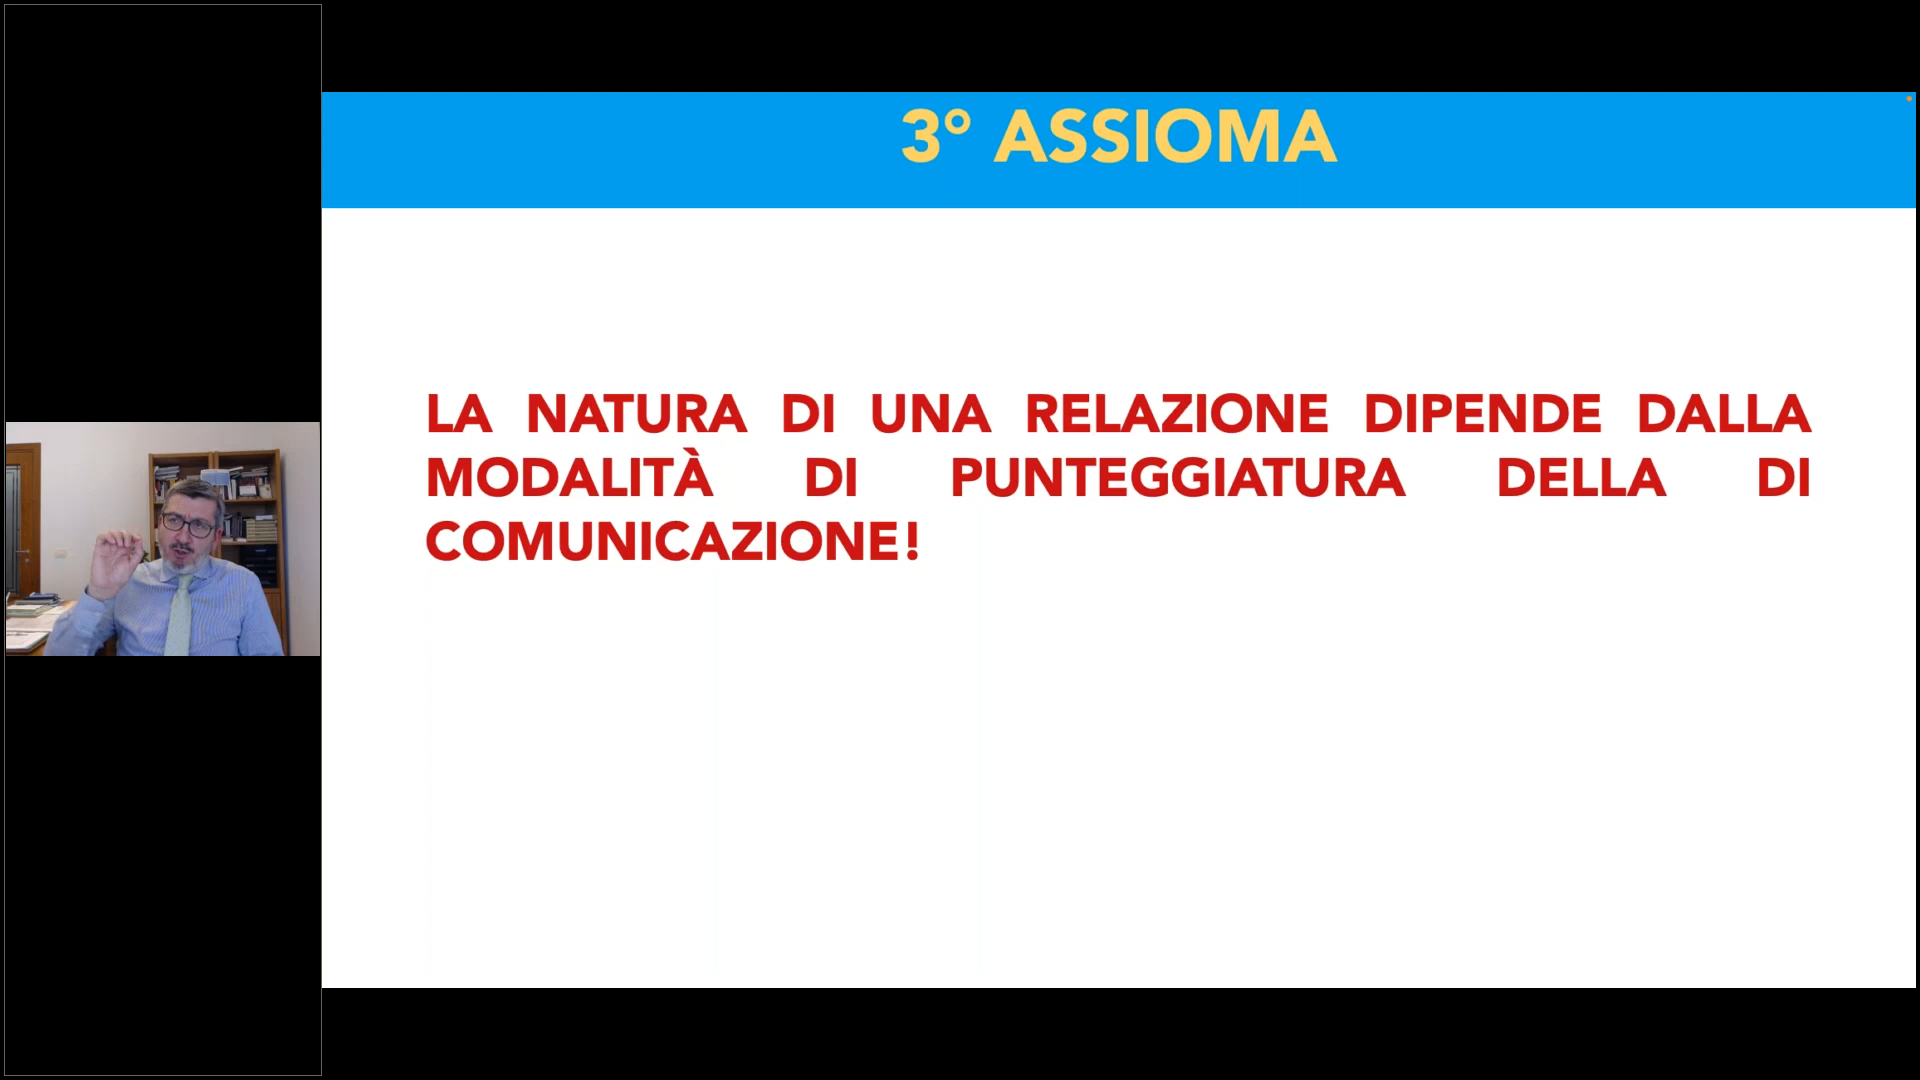 3° ASSIOMA
LA NATURA DI UNA RELAZIONE DIPENDE DALLA
MODALITÀ DI PUNTEGGIATURA DELLA DI
COMUNICAZIONE!